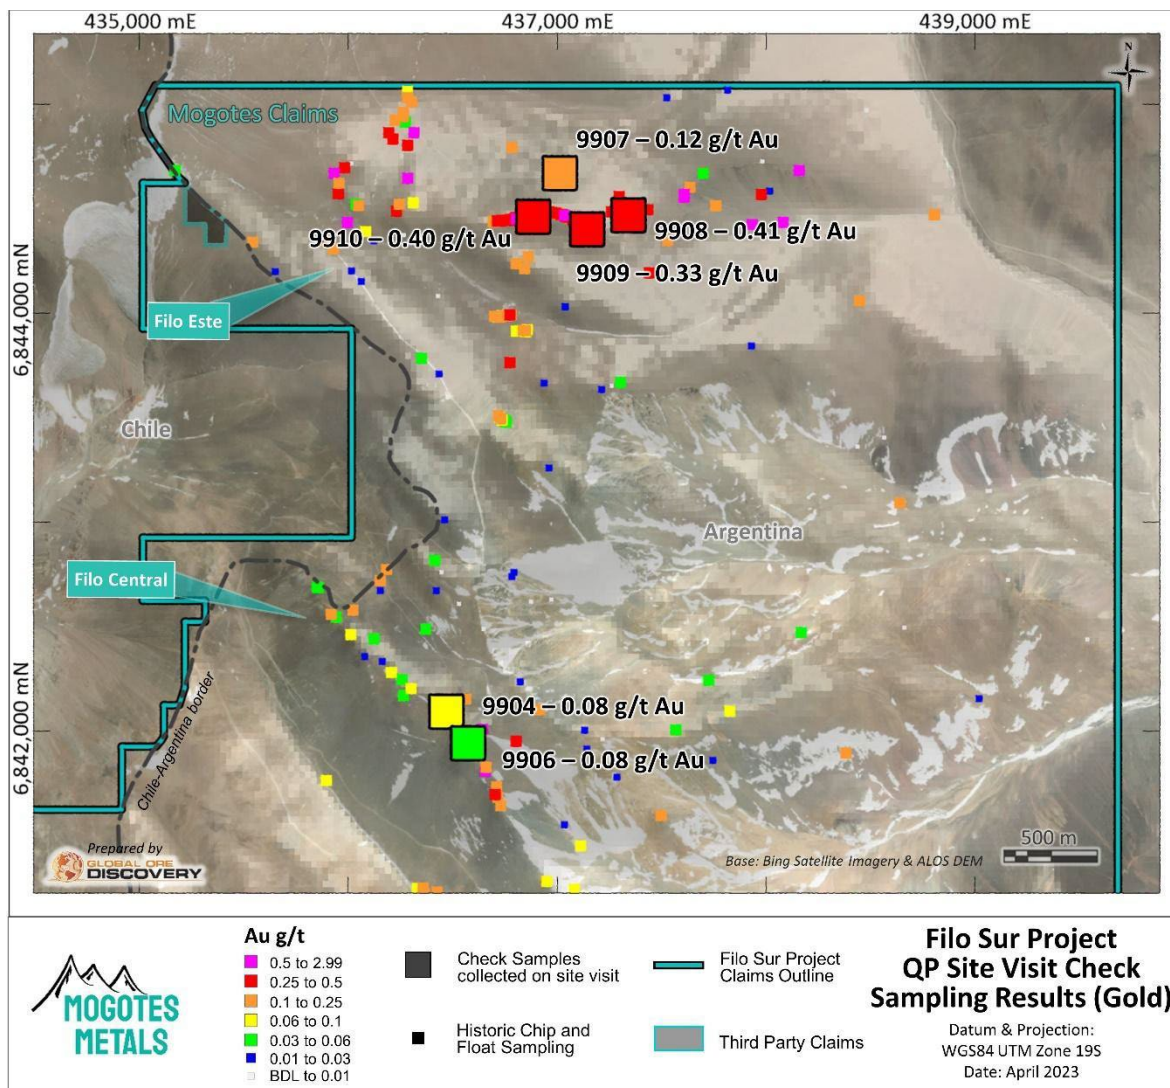 435,000 mE
437,000 mE
439,000 mE
N
Mogotes Claims
9907 – 0.12 g/t Au
9910 – 0.40 g/t Au
9908 – 0.41 g/t Au
9909 – 0.33 g/t Au
6,844,000 mN
Filo Este
Chile
Argentina
Filo Central
9904 – 0.08 g/t Au
9906 – 0.08 g/t Au
6,842,000 mN
Chile-Argentina border
Prepared by
GLOBAL ORE
DISCOVERY
Base: Bing Satellite Imagery & ALOS DEM
500 m
MOGOTES
METALS
Au g/t
0.5 to 2.99
0.25 to 0.5
0.1 to 0.25
0.06 to 0.1
0.03 to 0.06
0.01 to 0.03
BDL to 0.01
Check Samples
collected on site visit
Historic Chip and
Float Sampling
Filo Sur Project
Claims Outline
Third Party Claims
Filo Sur Project
QP Site Visit Check
Sampling Results (Gold)
Datum & Projection:
WGS84 UTM Zone 19S
Date: April 2023